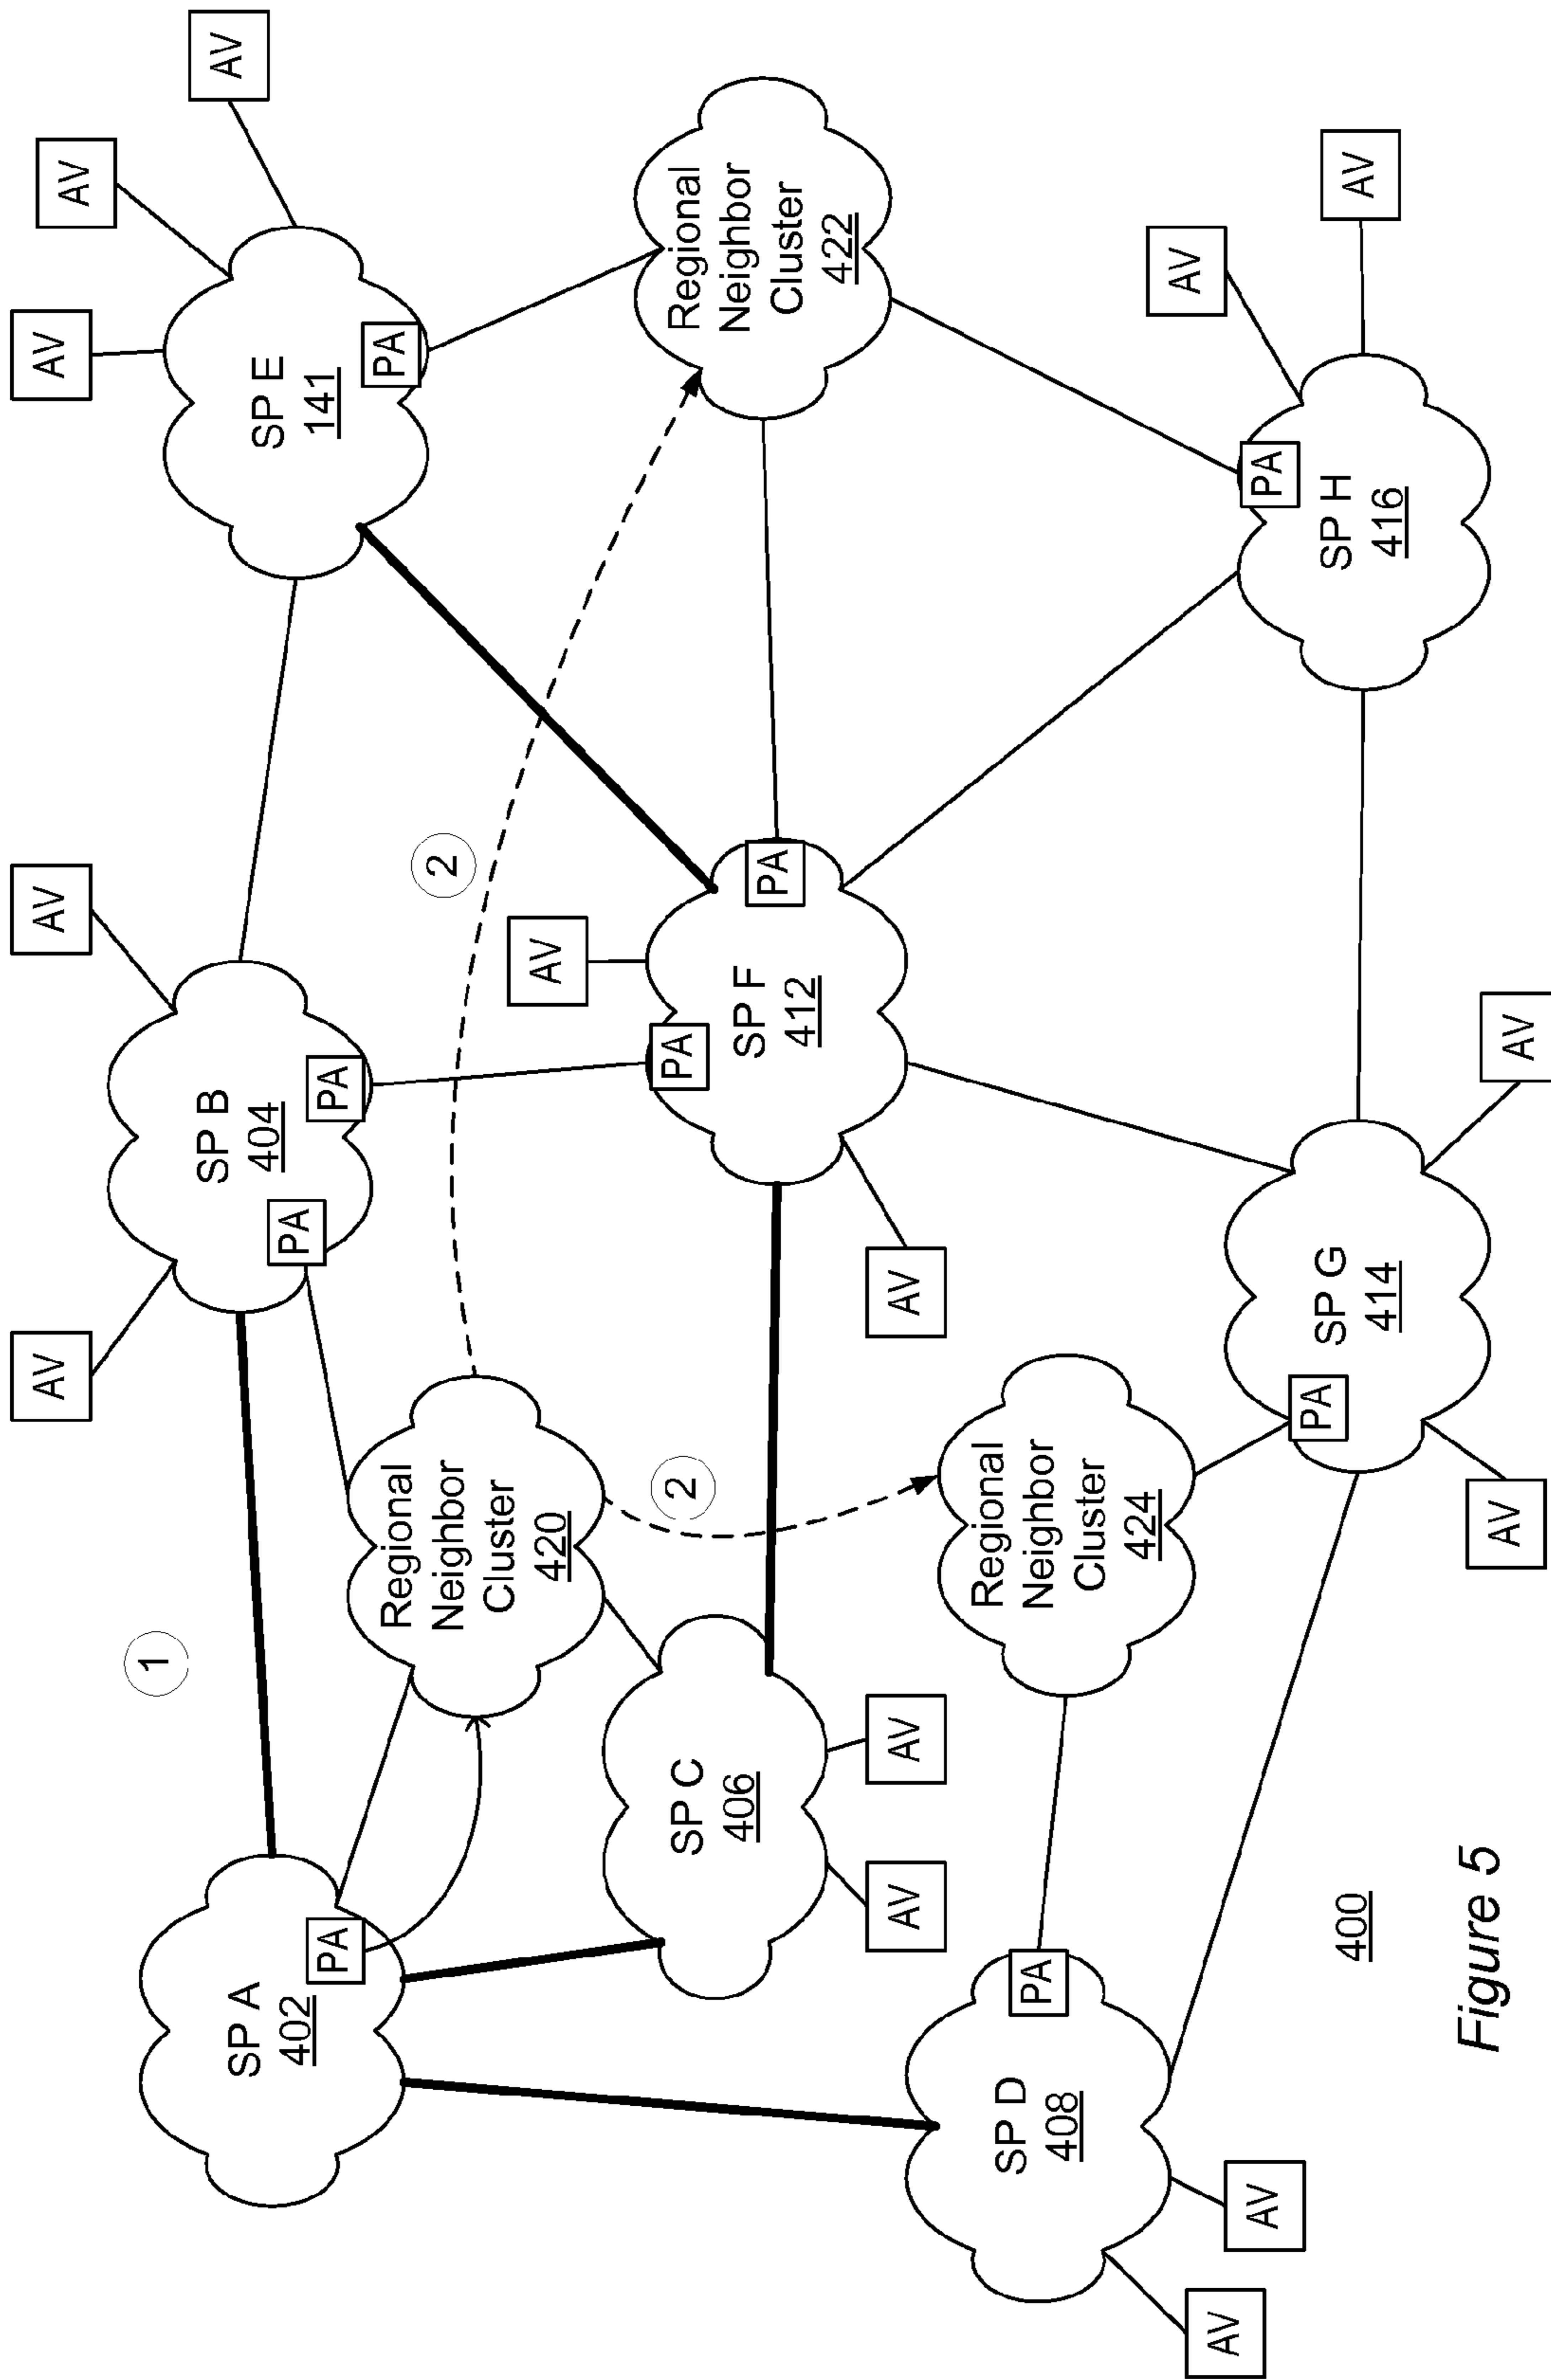 AV
AV
AV
AV
AV
1
SP A
402
PA
SP B
404
PA
PA
SP E
141
PA
2
Regional
Neighbor
Cluster
420
AV
Regional
Neighbor
Cluster
422
2
SP C
406
PA
SP F
412
PA
AV
AV
AV
Regional
Neighbor
Cluster
424
SP D
408
PA
AV
AV
AV
PA
SP G
414
PA
SP H
416
AV
400
AV
AV
Figure 5